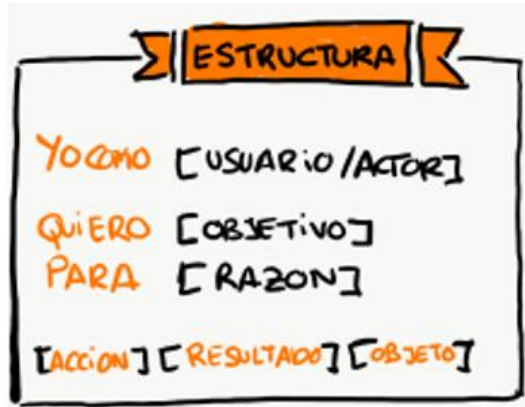 ESTRUCTURA
YO COMO [USUARIO/ACTOR]
QUIERO [OBJETIVO]
PARA [RAZON]
[ACCION] [RESULTADO] [OBJETO]